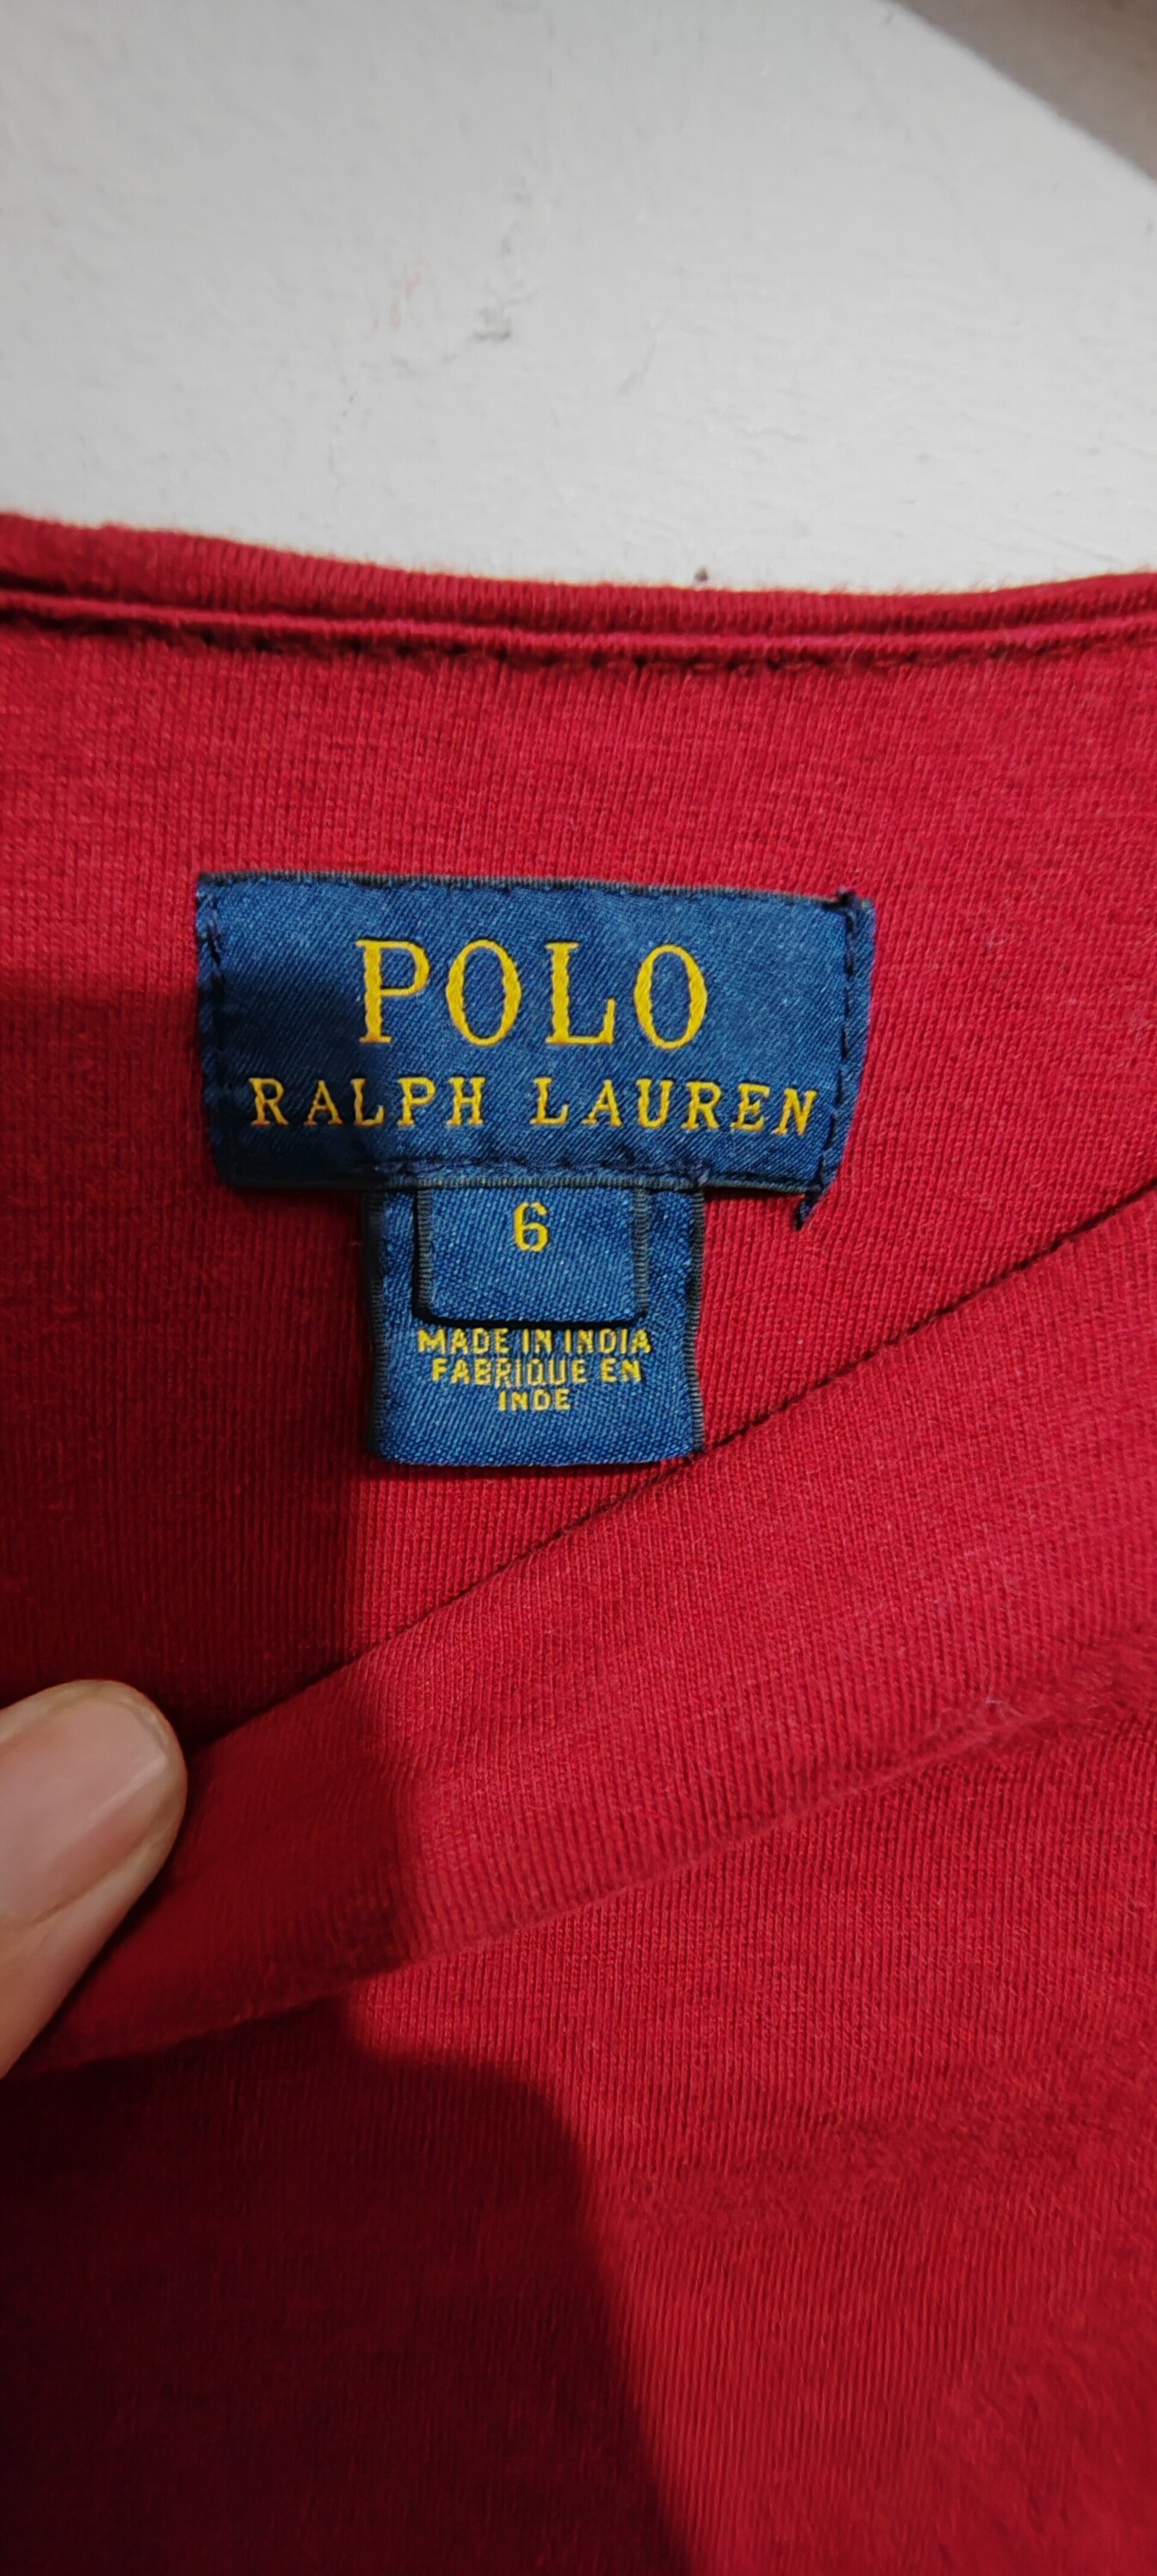 POLO
RALPH LAUREN
6
MADE IN INDIA
FABRIQUE EN
INDE